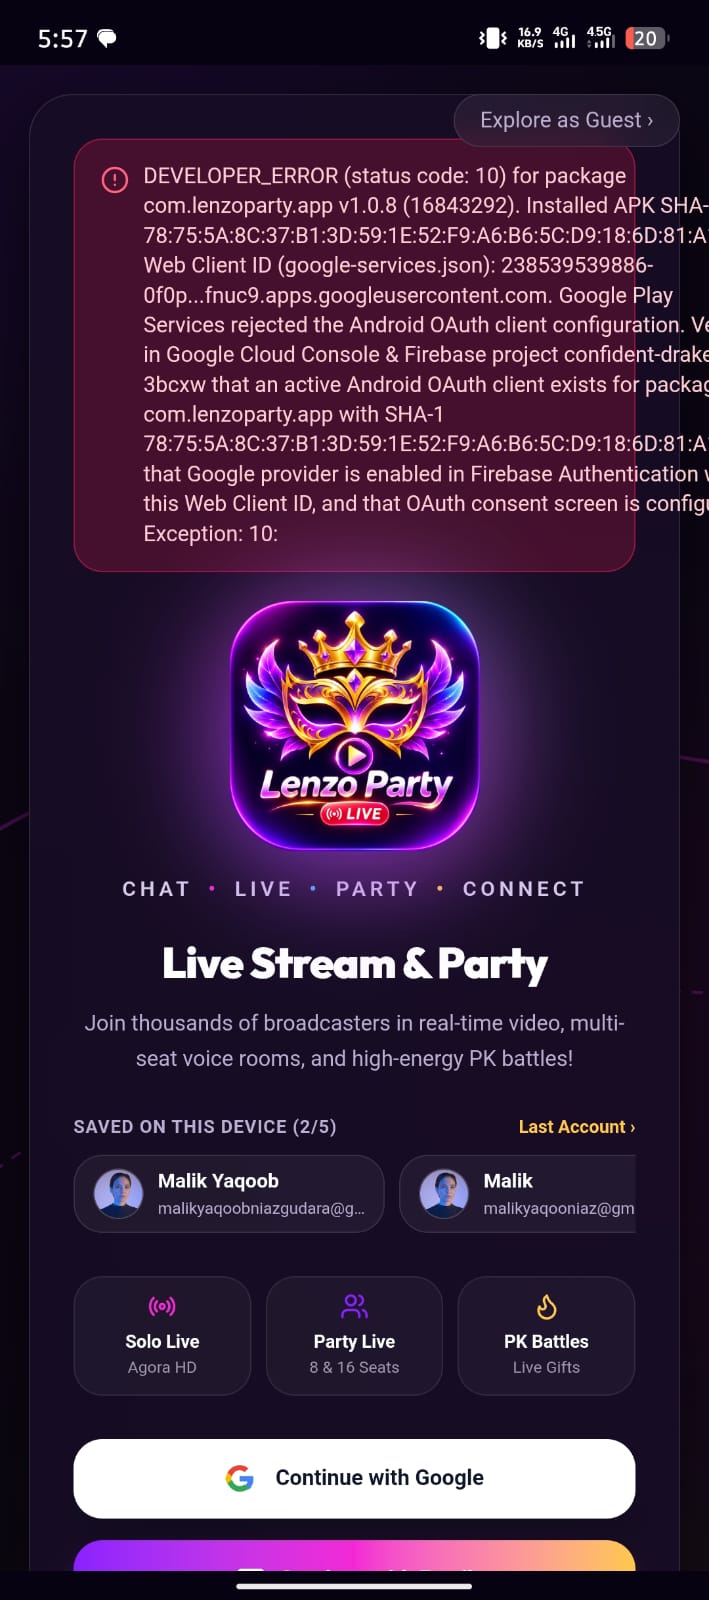 5:57
16.9
KB/S
4G
4.5G
20
Explore as Guest ›
DEVELOPER_ERROR (status code: 10) for package
com.lenzoparty.app v1.0.8 (16843292). Installed APK SHA-
78:75:5A:8C:37:B1:3D:59:1E:52:F9:A6:B6:5C:D9:18:6D:81:A
Web Client ID (google-services.json): 238539539886-
0f0p...fnuc9.apps.googleusercontent.com. Google Play
Services rejected the Android OAuth client configuration. Ve
in Google Cloud Console & Firebase project confident-drake
3bcxw that an active Android OAuth client exists for packag
com.lenzoparty.app with SHA-1
78:75:5A:8C:37:B1:3D:59:1E:52:F9:A6:B6:5C:D9:18:6D:81:A
that Google provider is enabled in Firebase Authentication
this Web Client ID, and that OAuth consent screen is config
Exception: 10:
Lenzo Party
LIVE
CHAT • LIVE • PARTY • CONNECT
Live Stream & Party
Join thousands of broadcasters in real-time video, multi-
seat voice rooms, and high-energy PK battles!
SAVED ON THIS DEVICE (2/5)
Last Account ›
Malik Yaqoob
malikyaqoobniazgudara@g...
Malik
malikyaqooniaz@gm
Solo Live
Agora HD
Party Live
8 & 16 Seats
PK Battles
Live Gifts
Continue with Google